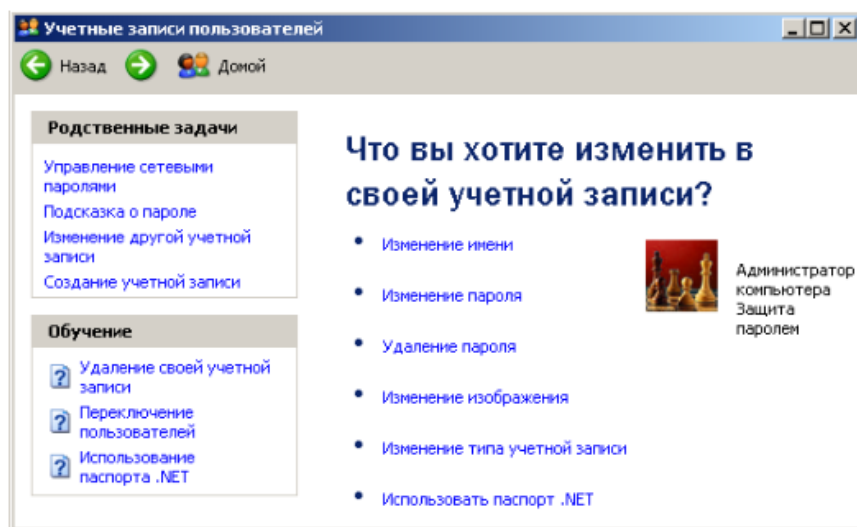 Учетные записи пользователей
Назад
Домой
Родственные задачи
Управление сетевыми
паролями
Подсказка о пароле
Изменение другой учетной
записи
Создание учетной записи
Обучение
Удаление своей учетной
записи
Переключение
пользователей
Использование
паспорта .NET
Что вы хотите изменить в
своей учетной записи?
Изменение имени
Изменение пароля
Удаление пароля
Изменение изображения
Изменение типа учетной записи
Использовать паспорт .NET
Администратор
компьютера
Защита
паролем